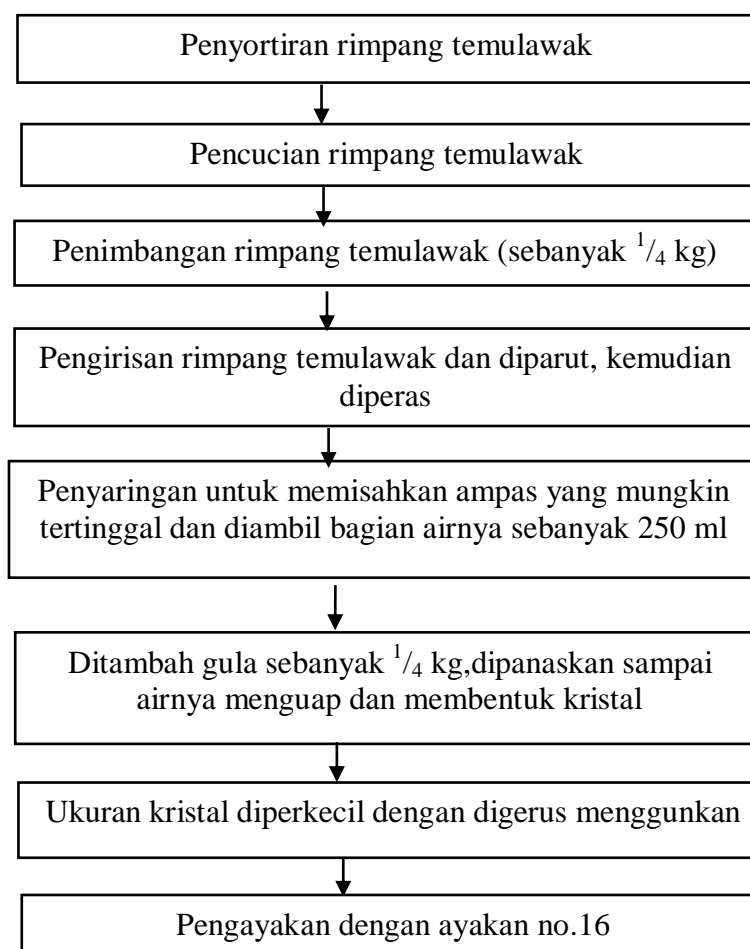 Penyortiran rimpang temulawak
Pencucian rimpang temulawak
Penimbangan rimpang temulawak (sebanyak 1/4 kg)
Pengirisan rimpang temulawak dan diparut, kemudian
diperas
Penyaringan untuk memisahkan ampas yang mungkin
tertinggal dan diambil bagian airnya sebanyak 250 ml
Ditambah gula sebanyak 1/4 kg,dipanaskan sampai
airnya menguap dan membentuk kristal
Ukuran kristal diperkecil dengan digerus menggunkan
Pengayakan dengan ayakan no.16